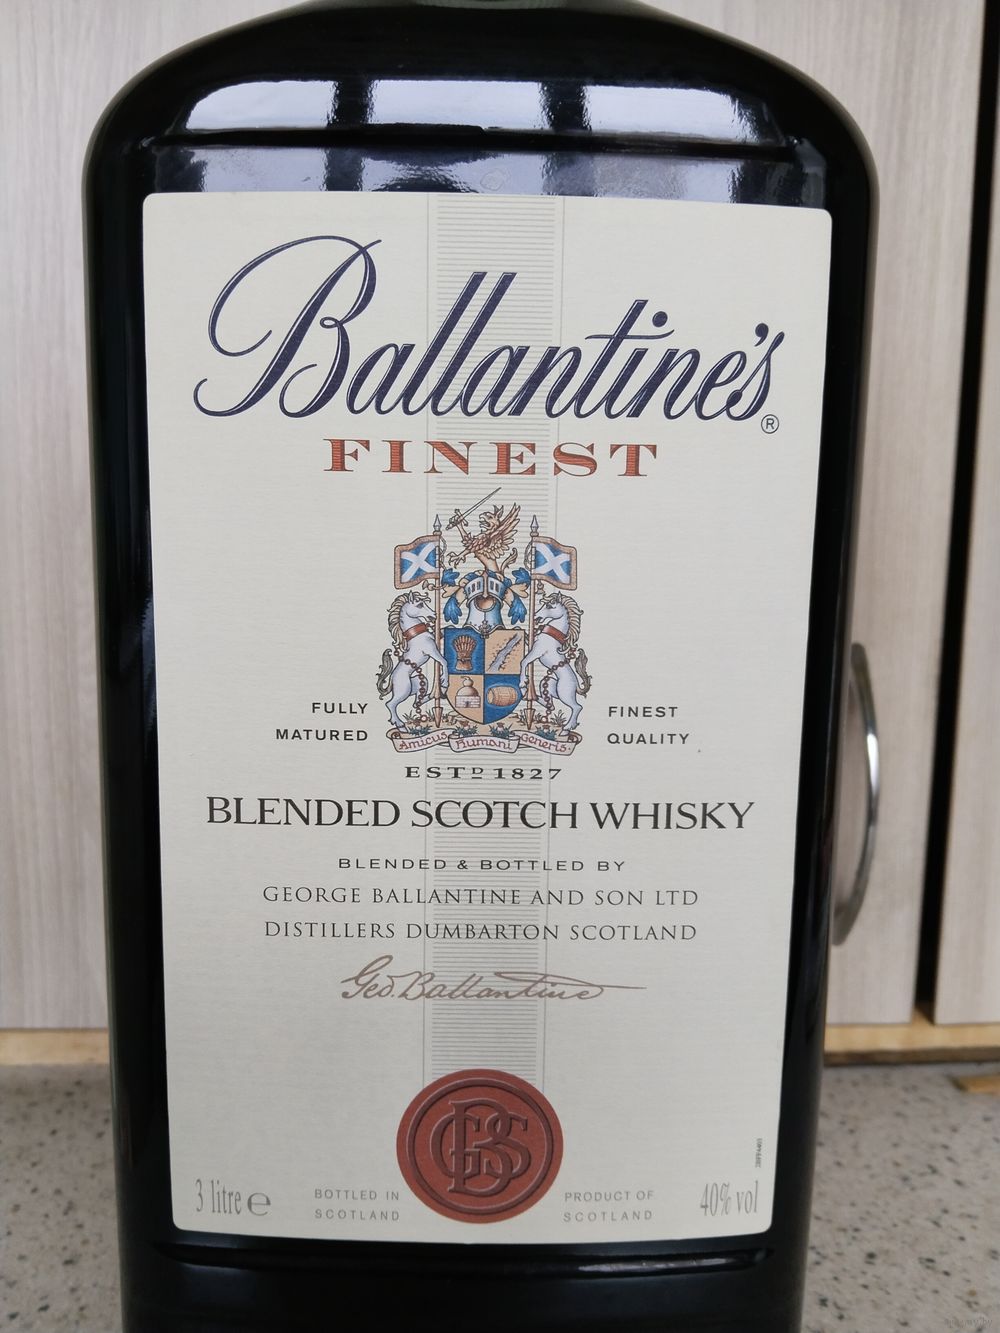 Ballantine's ®
FINEST
FULLY
MATURED
FINEST
QUALITY
Amicus Humani Generis.
ESTD 1827
BLENDED SCOTCH WHISKY
BLENDED & BOTTLED BY
GEORGE BALLANTINE AND SON LTD
DISTILLERS DUMBARTON SCOTLAND
Geo. Ballantine
GBS
3 litre ℮
BOTTLED IN
SCOTLAND
PRODUCT OF
SCOTLAND
40% vol